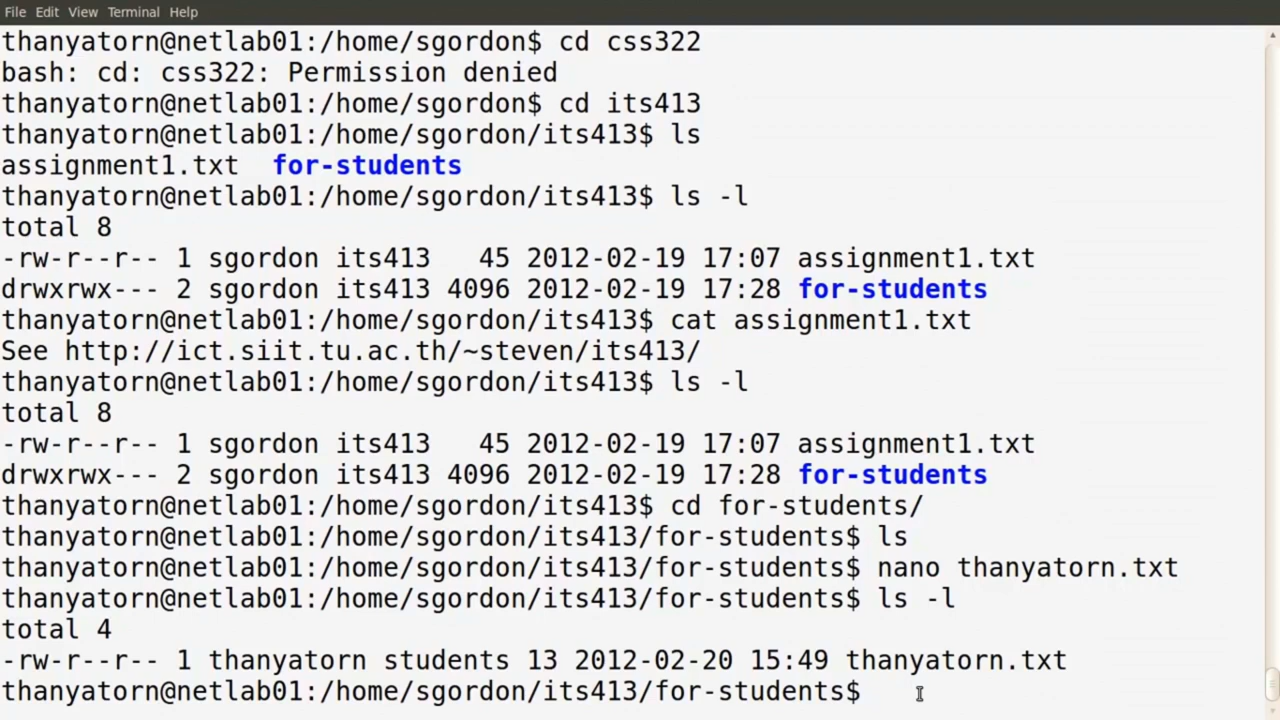 File Edit View Terminal Help
thanyatorn@netlab01:/home/sgordon$ cd css322
bash: cd: css322: Permission denied
thanyatorn@netlab01:/home/sgordon$ cd its413
thanyatorn@netlab01:/home/sgordon/its413$ ls
assignment1.txt  for-students
thanyatorn@netlab01:/home/sgordon/its413$ ls -l
total 8
-rw-r--r-- 1 sgordon its413   45 2012-02-19 17:07 assignment1.txt
drwxrwx--- 2 sgordon its413 4096 2012-02-19 17:28 for-students
thanyatorn@netlab01:/home/sgordon/its413$ cat assignment1.txt
See http://ict.siit.tu.ac.th/~steven/its413/
thanyatorn@netlab01:/home/sgordon/its413$ ls -l
total 8
-rw-r--r-- 1 sgordon its413   45 2012-02-19 17:07 assignment1.txt
drwxrwx--- 2 sgordon its413 4096 2012-02-19 17:28 for-students
thanyatorn@netlab01:/home/sgordon/its413$ cd for-students/
thanyatorn@netlab01:/home/sgordon/its413/for-students$ ls
thanyatorn@netlab01:/home/sgordon/its413/for-students$ nano thanyatorn.txt
thanyatorn@netlab01:/home/sgordon/its413/for-students$ ls -l
total 4
-rw-r--r-- 1 thanyatorn students 13 2012-02-20 15:49 thanyatorn.txt
thanyatorn@netlab01:/home/sgordon/its413/for-students$